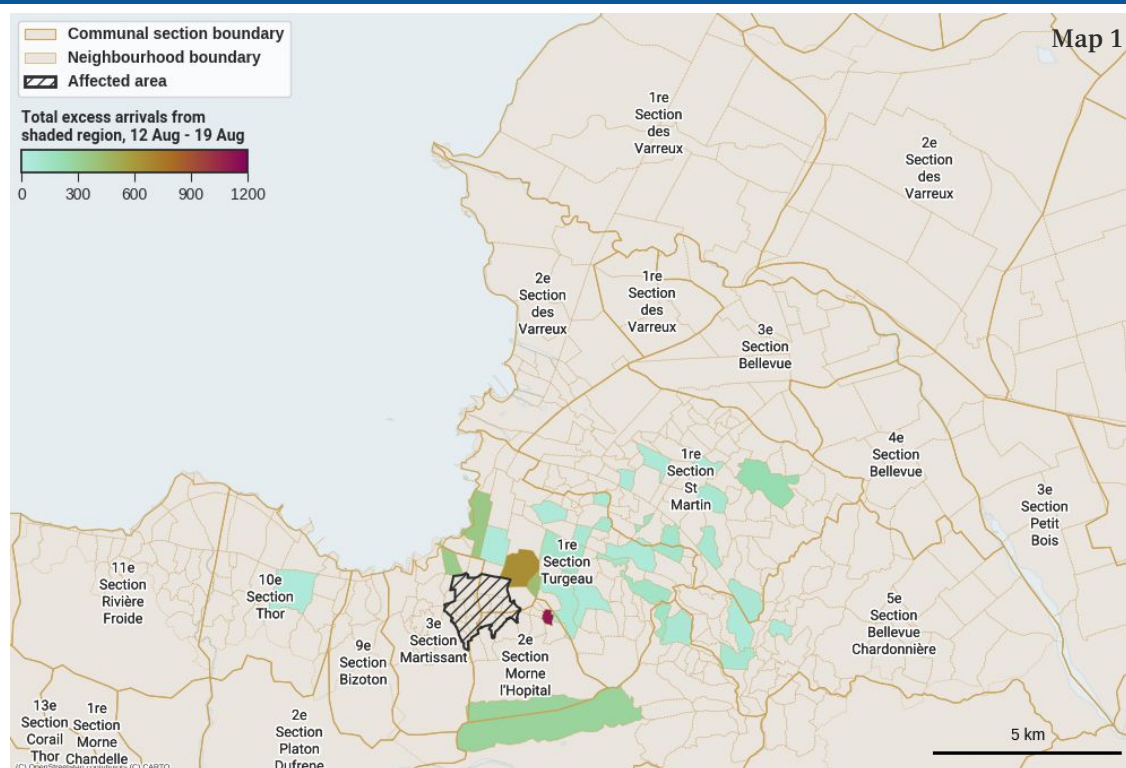 Communal section boundary
Neighbourhood boundary
Affected area
Map 1
Total excess arrivals from
shaded region, 12 Aug - 19 Aug
0 300 600 900 1200
1re
Section
des
Varreux
2e
Section
des
Varreux
2e
Section
des
Varreux
1re
Section
des
Varreux
3e
Section
Bellevue
4e
Section
Bellevue
1re
Section
St
Martin
3e
Section
Petit
Bois
11e
Section
Rivière
Froide
10e
Section
Thor
1re
Section
Turgeau
5e
Section
Bellevue
Chardonnière
9e
Section
Bizoton
3e
Section
Martissant
2e
Section
Morne
l'Hopital
13e
Section
Corail
Thor
1re
Section
Morne
Chandelle
2e
Section
Platon
Dufrene
5 km
(C) OpenStreetMap contributors (C) CARTO